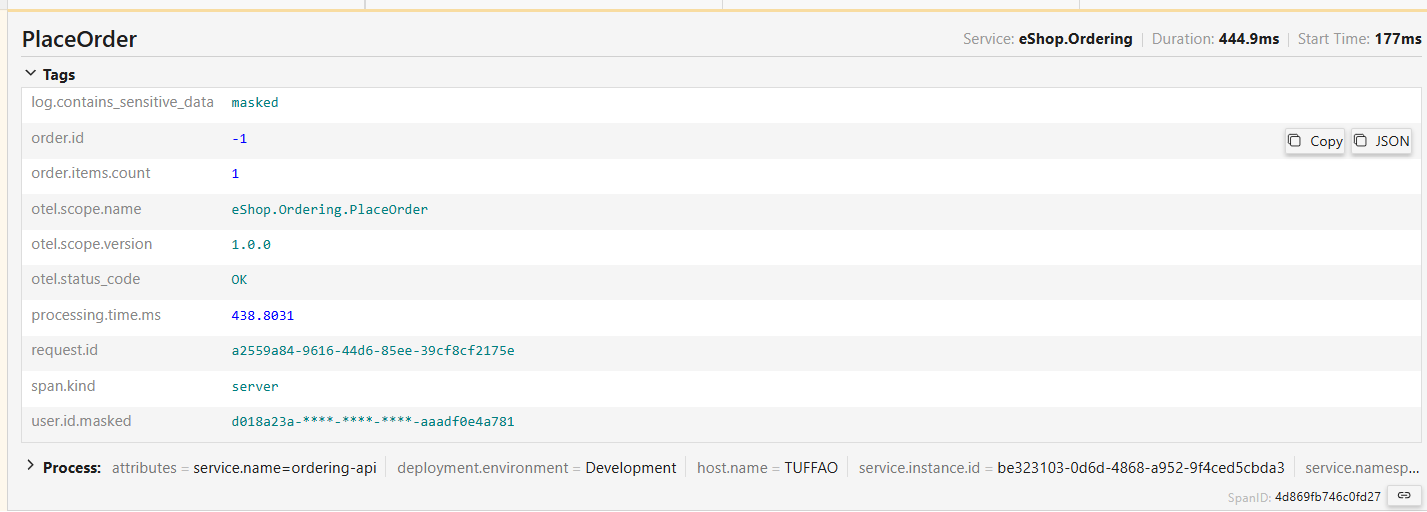 PlaceOrder Service: eShop.Ordering Duration: 444.9ms Start Time: 177ms
Tags
log.contains_sensitive_data masked
order.id -1 Copy JSON
order.items.count 1
otel.scope.name eShop.Ordering.PlaceOrder
otel.scope.version 1.0.0
otel.status_code OK
processing.time.ms 438.8031
request.id a2559a84-9616-44d6-85ee-39cf8cf2175e
span.kind server
user.id.masked d018a23a-****-****-****-aaadf0e4a781
Process: attributes = service.name=ordering-api deployment.environment = Development host.name = TUFFAO service.instance.id = be323103-0d6d-4868-a952-9f4ced5cbda3 service.namesp...
SpanID: 4d869fb746c0fd27